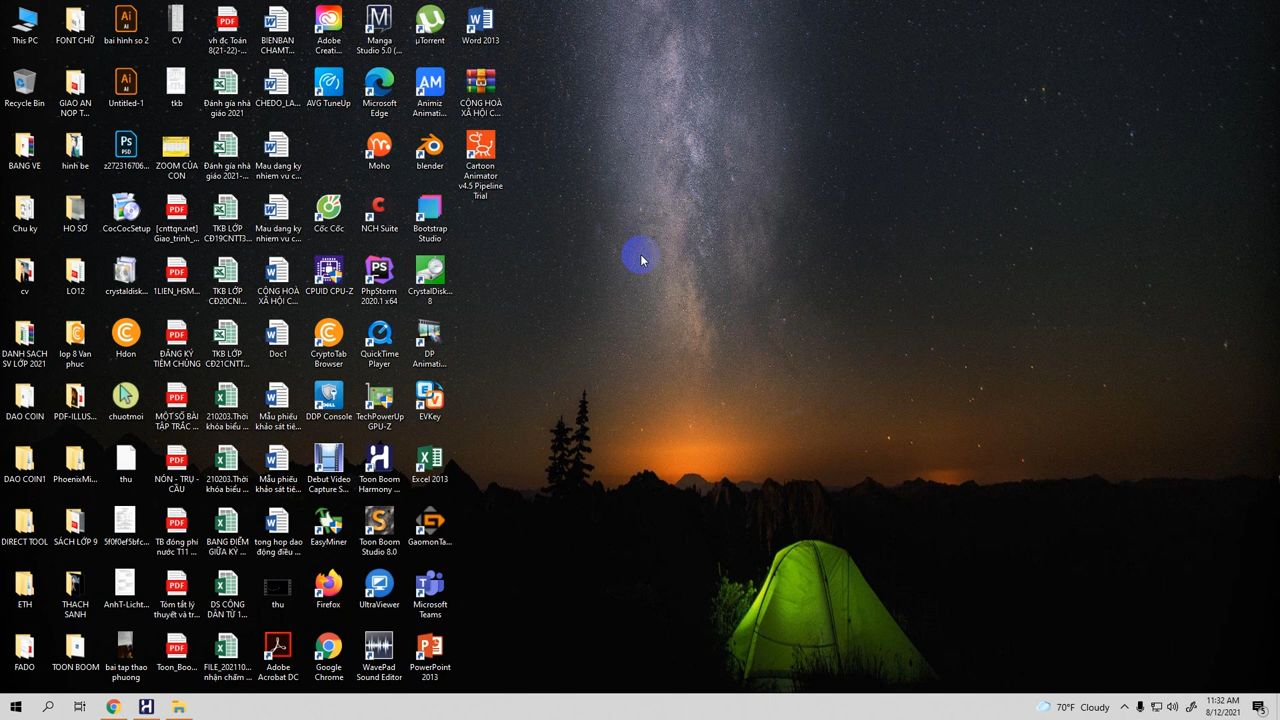 This PC
Recycle Bin
BANG VE
Chu ky
cv
DANH SACH
SV LỚP 2021
DAO COIN
DAO COIN1
DIRECT TOOL
ETH
FADO
FONT CHỮ
GIAO AN
NOP T...
hinh be
HO SƠ
LO12
lop 8 Van
phuc
PDF-ILLUS...
PhoenixMi...
SÁCH LỚP 9
THACH
SANH
TOON BOOM
bai hình so 2
Untitled-1
z272316706...
CocCocSetup
crystaldisk...
Hdon
chuotmoi
thu
5f0f0ef5bfc...
AnhT-Licht...
bai tap thao
phuong
CV
tkb
ZOOM CỦA
CON
[cnttqn.net]
Giao_trinh_...
1LIEN_HSM...
ĐĂNG KÝ
TIÊM CHỦNG
MỘT SỐ BÀI
TẬP TRẮC ...
NÓN - TRỤ -
CẦU
TB đóng phí
nước T11 ...
Tóm tắt lý
thuyết và tr...
Toon_Boo...
vh đc Toán
8(21-22)-...
Đánh gía nhà
giáo 2021
Đánh gía nhà
giáo 2021-...
TKB LỚP
CĐ19CNTT3...
TKB LỚP
CĐ20CNI...
TKB LỚP
CĐ21CNTT...
210203.Thời
khóa biểu ...
210203.Thời
khóa biểu ...
BANG ĐIỂM
GIỮA KỲ ...
DS CÔNG
DÂN TỪ 1...
FILE_202110...
nhận chấm ...
BIENBAN
CHAMT...
CHEDO_LA...
Mau dang ky
nhiem vu c...
Mau dang ky
nhiem vu c...
CỘNG HOÀ
XÃ HỘI C...
Doc1
Mẫu phiếu
khảo sát tiê...
Mẫu phiếu
khảo sát tiê...
tong hop dao
động điều ...
thu
Adobe
Acrobat DC
Adobe
Creati...
AVG TuneUp
Cốc Cốc
CPUID CPU-Z
CryptoTab
Browser
DDP Console
Debut Video
Capture S...
EasyMiner
Firefox
Google
Chrome
Manga
Studio 5.0 (...
Microsoft
Edge
Moho
NCH Suite
PhpStorm
2020.1 x64
QuickTime
Player
TechPowerUp
GPU-Z
Toon Boom
Harmony ...
Toon Boom
Studio 8.0
UltraViewer
WavePad
Sound Editor
µTorrent
Animiz
Animati...
blender
Bootstrap
Studio
CrystalDisk...
8
DP
Animati...
EVKey
Excel 2013
GaomonTa...
Microsoft
Teams
PowerPoint
2013
Word 2013
CỘNG HOÀ
XÃ HỘI C...
Cartoon
Animator
v4.5 Pipeline
Trial
70°F Cloudy
11:32 AM
8/12/2021